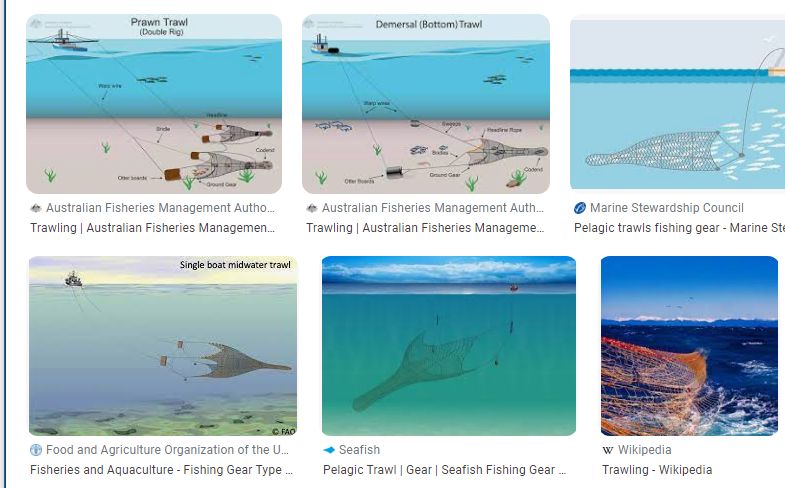 Prawn Trawl
(Double Rig)
Warp wire
Headline
Bridle
Codend
Otter boards
Ground Gear
Demersal (Bottom) Trawl
Warp wires
Sweeps
Headline Rope
Bridles
Codend
Otter Boards
Ground Gear
Australian Fisheries Management Autho...
Trawling | Australian Fisheries Managemen...
Australian Fisheries Management Auth...
Trawling | Australian Fisheries Manageme...
Marine Stewardship Council
Pelagic trawls fishing gear - Marine Ste
Single boat midwater trawl
© FAO
Food and Agriculture Organization of the U...
Fisheries and Aquaculture - Fishing Gear Type ...
Seafish
Pelagic Trawl | Gear | Seafish Fishing Gear ...
W Wikipedia
Trawling - Wikipedia